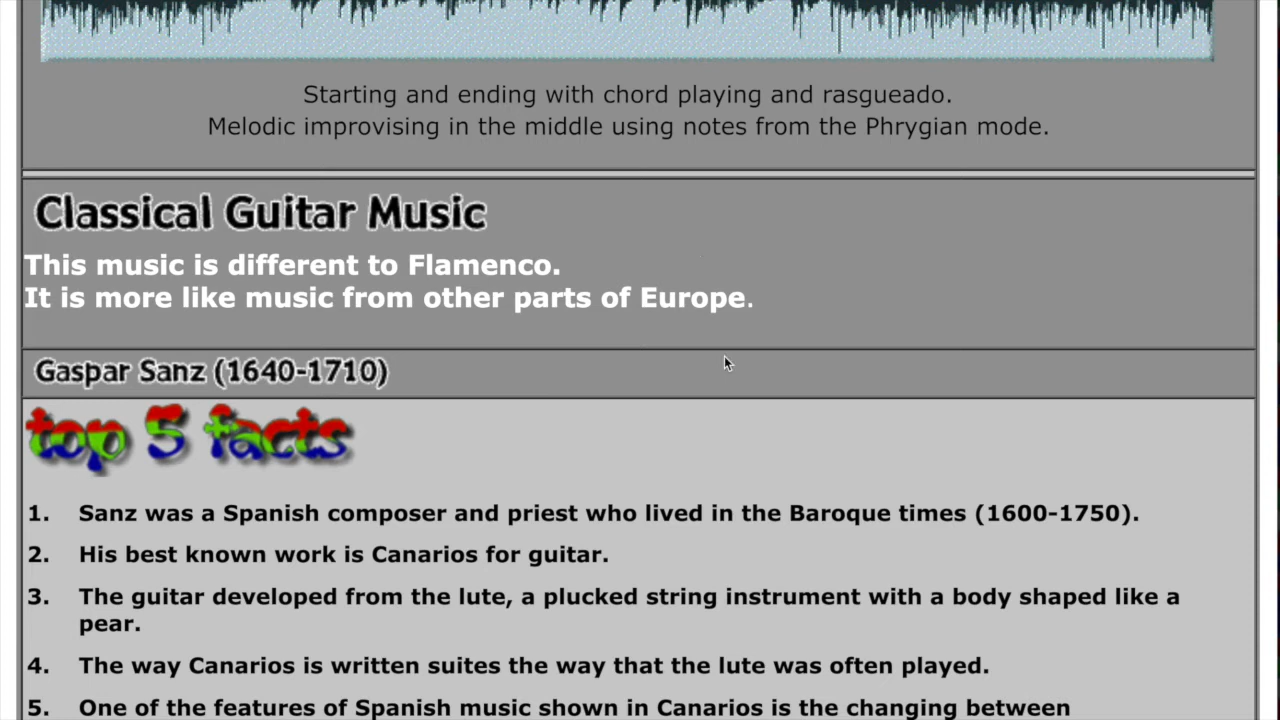 Starting and ending with chord playing and rasgueado.
Melodic improvising in the middle using notes from the Phrygian mode.
Classical Guitar Music
This music is different to Flamenco.
It is more like music from other parts of Europe.
Gaspar Sanz (1640-1710)
top 5 facts
1. Sanz was a Spanish composer and priest who lived in the Baroque times (1600-1750).
2. His best known work is Canarios for guitar.
3. The guitar developed from the lute, a plucked string instrument with a body shaped like a
pear.
4. The way Canarios is written suites the way that the lute was often played.
5. One of the features of Spanish music shown in Canarios is the changing between